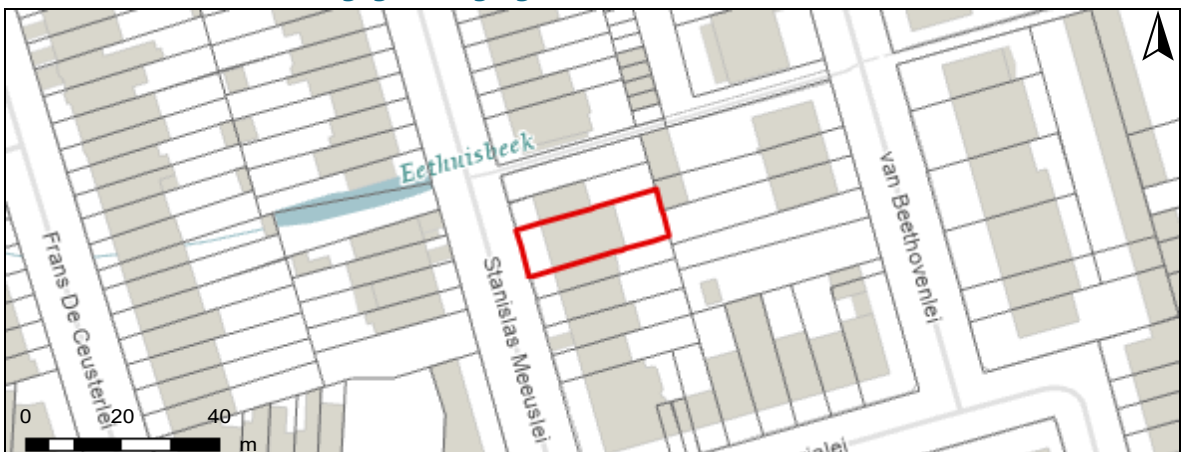 Eethuisbeek
Frans De Ceusterlei
Stanislas Meeuslei
van Beethovenlei
0 20 40
m